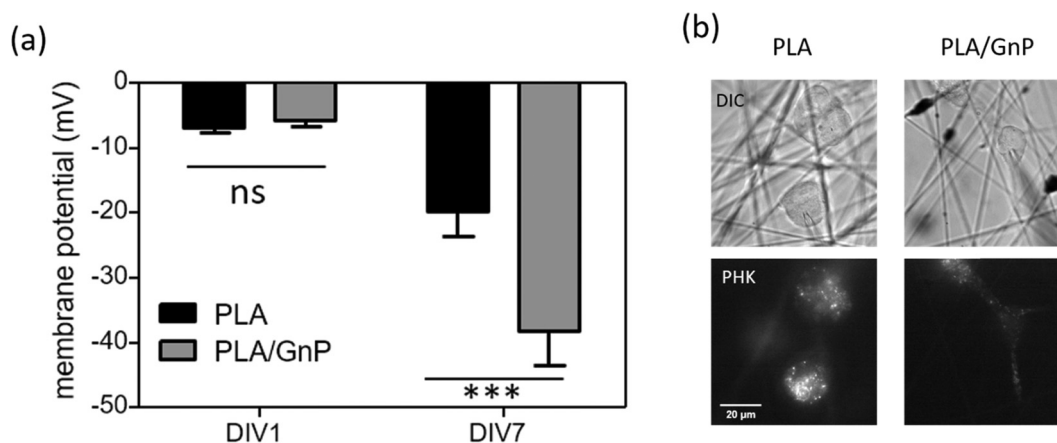 (a)
membrane potential (mV)
0
-10
-20
-30
-40
-50
ns
***
PLA
PLA/GnP
DIV1
DIV7
(b)
PLA
PLA/GnP
DIC
PHK
20 µm